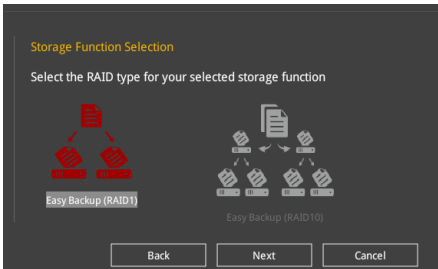 Storage Function Selection
Select the RAID type for your selected storage function
Easy Backup (RAID1)
Easy Backup (RAID10)
Back
Next
Cancel